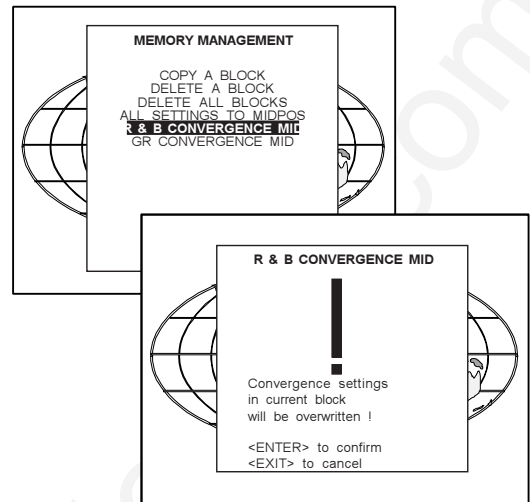 MEMORY MANAGEMENT
COPY A BLOCK
DELETE A BLOCK
DELETE ALL BLOCKS
ALL SETTINGS TO MIDPOS
R & B CONVERGENCE MID
GR CONVERGENCE MID
R & B CONVERGENCE MID
!
Convergence settings
in current block
will be overwritten !
<ENTER> to confirm
<EXIT> to cancel